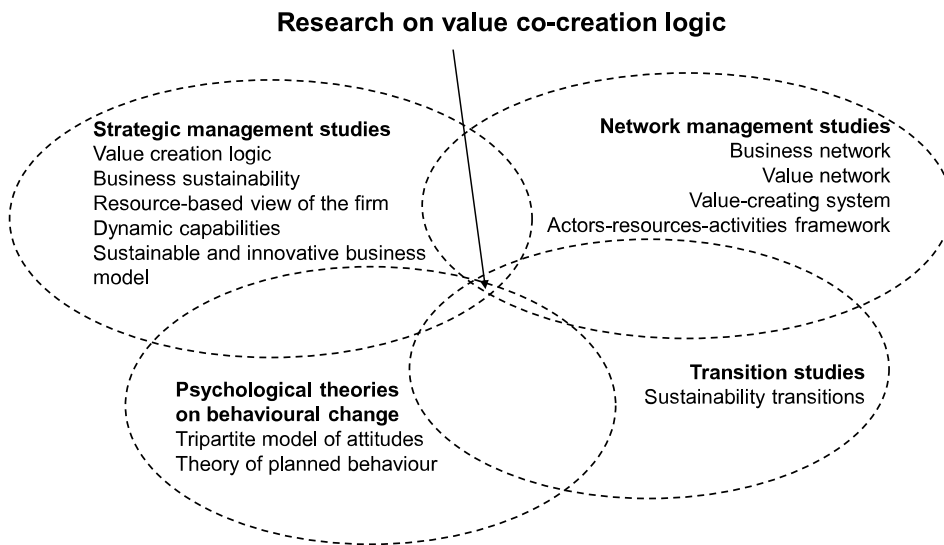 Research on value co-creation logic
Strategic management studies
Value creation logic
Business sustainability
Resource-based view of the firm
Dynamic capabilities
Sustainable and innovative business
model
Network management studies
Business network
Value network
Value-creating system
Actors-resources-activities framework
Psychological theories
on behavioural change
Tripartite model of attitudes
Theory of planned behaviour
Transition studies
Sustainability transitions